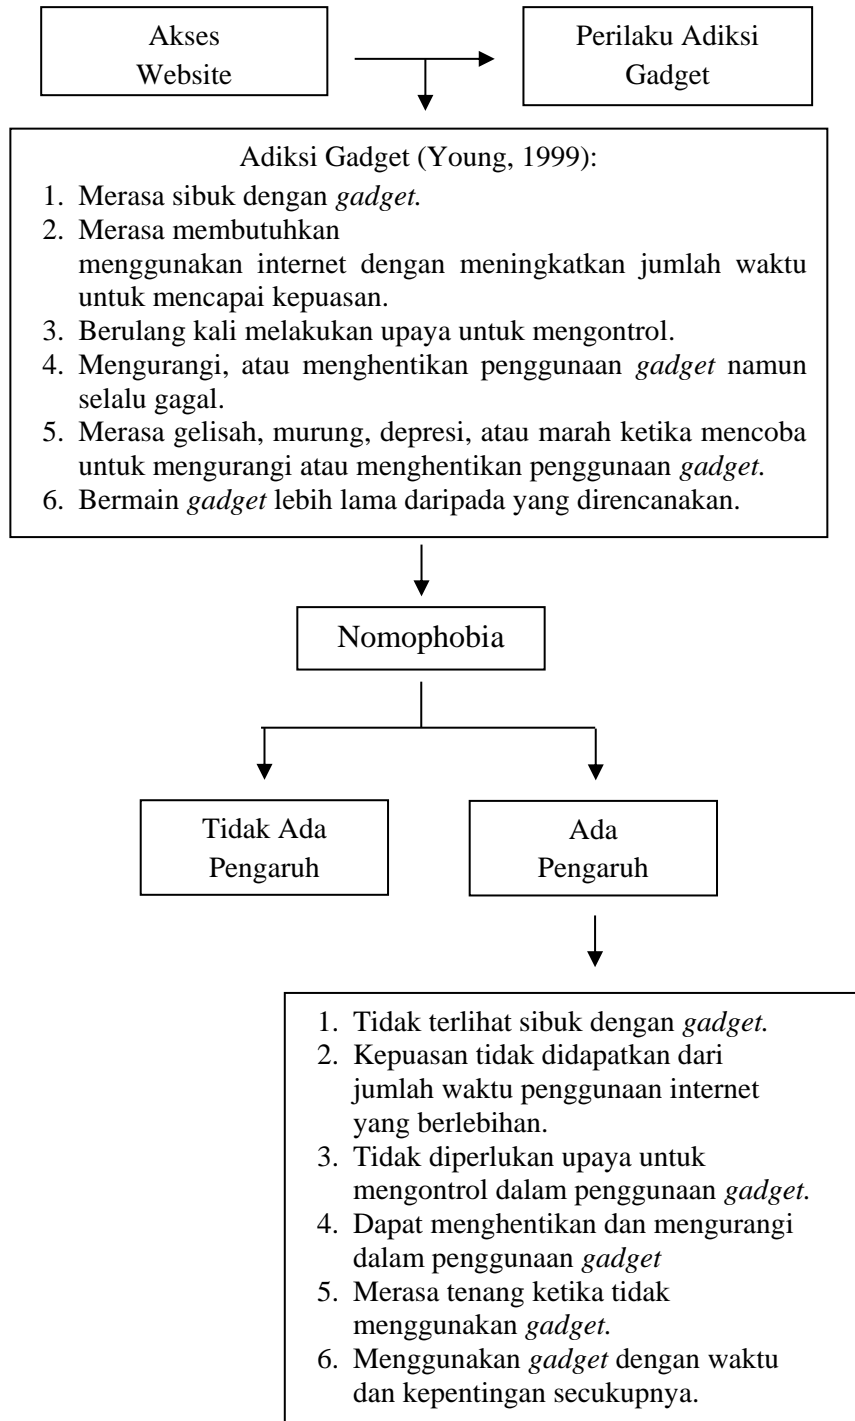 Akses
Website
Perilaku Adiksi
Gadget
Adiksi Gadget (Young, 1999):
1. Merasa sibuk dengan gadget.
2. Merasa membutuhkan
menggunakan internet dengan meningkatkan jumlah waktu
untuk mencapai kepuasan.
3. Berulang kali melakukan upaya untuk mengontrol.
4. Mengurangi, atau menghentikan penggunaan gadget namun
selalu gagal.
5. Merasa gelisah, murung, depresi, atau marah ketika mencoba
untuk mengurangi atau menghentikan penggunaan gadget.
6. Bermain gadget lebih lama daripada yang direncanakan.
Nomophobia
Tidak Ada
Pengaruh
Ada
Pengaruh
1. Tidak terlihat sibuk dengan gadget.
2. Kepuasan tidak didapatkan dari
jumlah waktu penggunaan internet
yang berlebihan.
3. Tidak diperlukan upaya untuk
mengontrol dalam penggunaan gadget.
4. Dapat menghentikan dan mengurangi
dalam penggunaan gadget
5. Merasa tenang ketika tidak
menggunakan gadget.
6. Menggunakan gadget dengan waktu
dan kepentingan secukupnya.